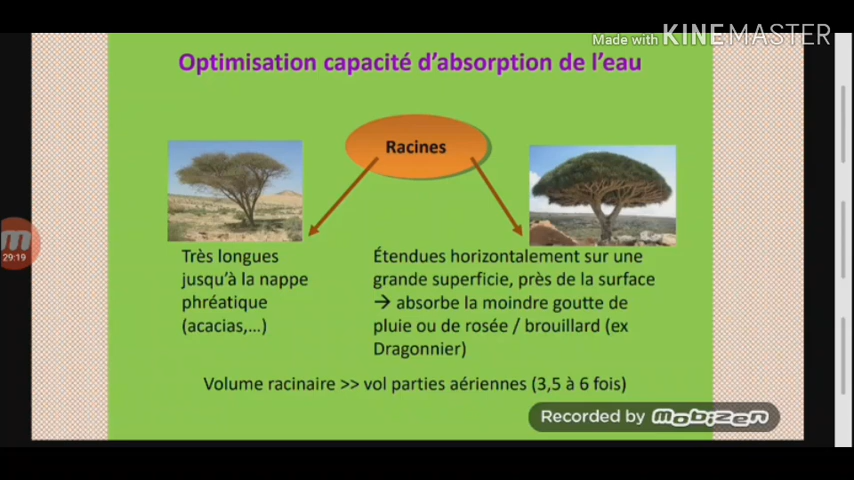 Made with KINEMASTER
Optimisation capacité d'absorption de l'eau
Racines
29:19
Très longues
jusqu'à la nappe
phréatique
(acacias,...)
Étendues horizontalement sur une
grande superficie, près de la surface
→ absorbe la moindre goutte de
pluie ou de rosée / brouillard (ex
Dragonnier)
Volume racinaire >> vol parties aériennes (3,5 à 6 fois)
Recorded by mobizen